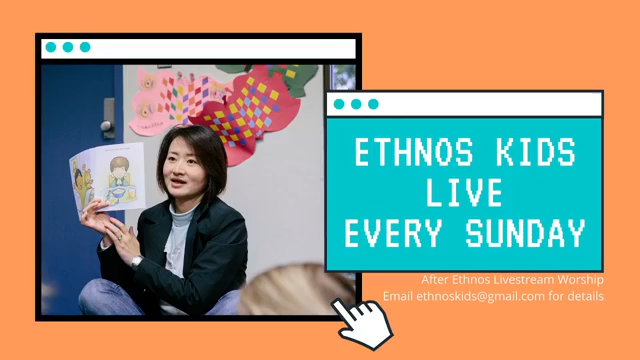 ETHNOS KIDS
LIVE
EVERY SUNDAY
After Ethnos Livestream Worship
Email ethnoskids@gmail.com for details